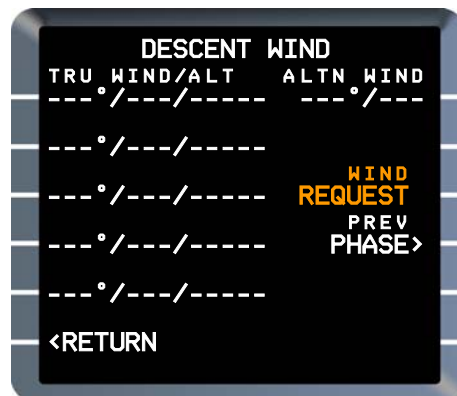 DESCENT WIND
TRU WIND/ALT ALTN WIND
---°/---/----- ---°/---
---°/---/-----
WIND
---°/---/----- REQUEST
PREV
---°/---/----- PHASE>
---°/---/-----
<RETURN